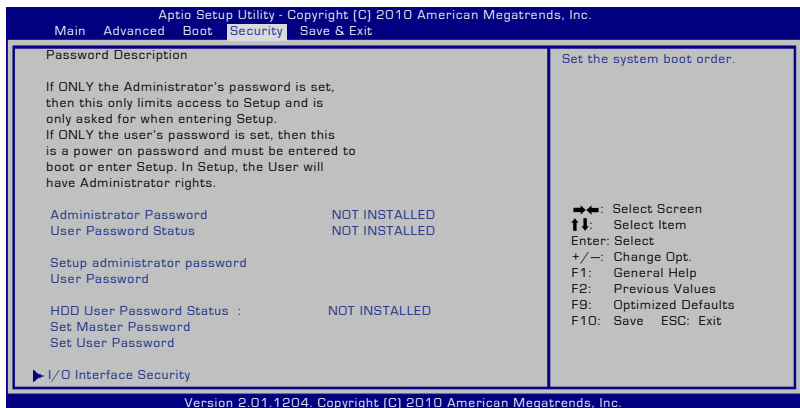 Aptio Setup Utility - Copyright (C) 2010 American Megatrends, Inc.
Main Advanced Boot Security Save & Exit
Password Description
If ONLY the Administrator's password is set,
then this only limits access to Setup and is
only asked for when entering Setup.
If ONLY the user's password is set, then this
is a power on password and must be entered to
boot or enter Setup. In Setup, the User will
have Administrator rights.
Administrator Password NOT INSTALLED
User Password Status NOT INSTALLED
Setup administrator password
User Password
HDD User Password Status : NOT INSTALLED
Set Master Password
Set User Password
I/O Interface Security
Set the system boot order.
→←: Select Screen
↑↓: Select Item
Enter: Select
+/—: Change Opt.
F1: General Help
F2: Previous Values
F9: Optimized Defaults
F10: Save ESC: Exit
Version 2.01.1204. Copyright (C) 2010 American Megatrends, Inc.